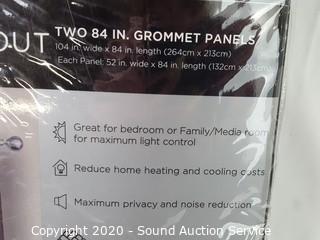 OUT
TWO 84 IN. GROMMET PANELS
104 in. wide x 84 in. length (264cm x 213cm)
Each Panel: 52 in. wide x 84 in. length (132cm x 213cm)
Great for bedroom or Family/Media room
for maximum light control
Reduce home heating and cooling costs
Maximum privacy and noise reduction
Copyright 2020 - Sound Auction Service